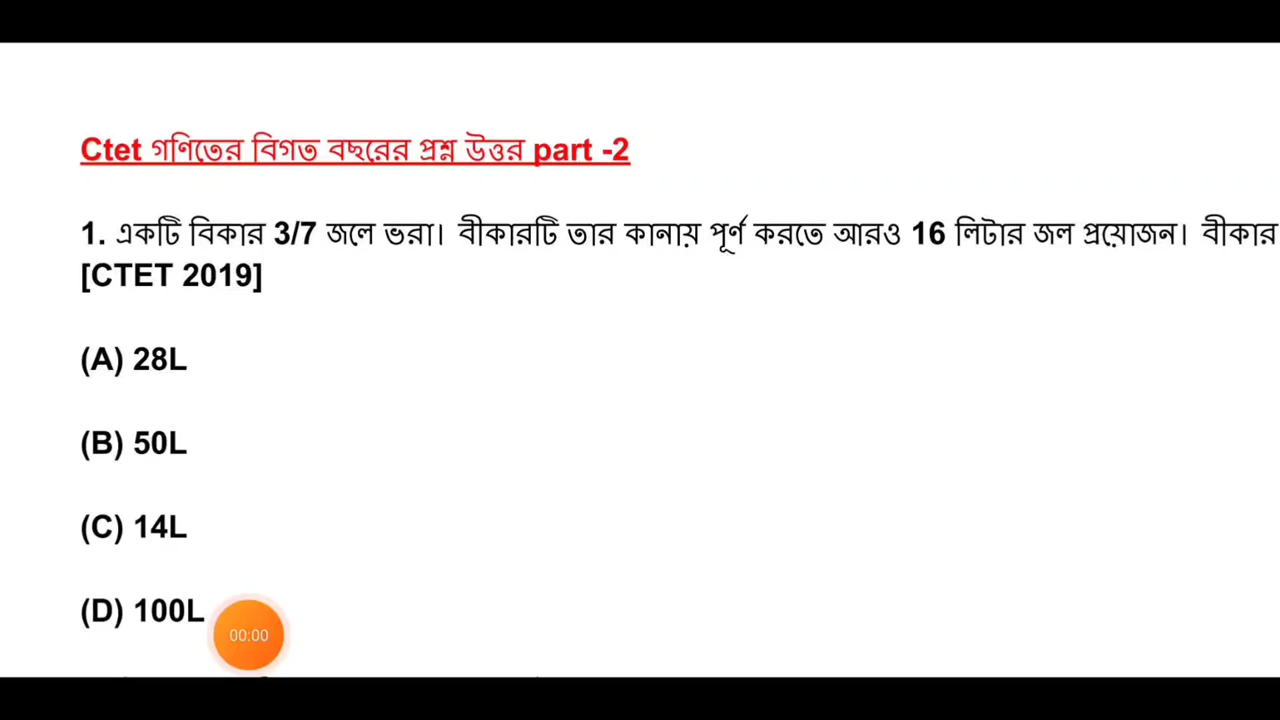 Ctet গণিতের বিগত বছরের প্রশ্ন উত্তর part -2
1. একটি বিকার 3/7 জলে ভরা। বীকারটি তার কানায় পূর্ণ করতে আরও 16 লিটার জল প্রয়োজন। বীকার
[CTET 2019]
(A) 28L
(B) 50L
(C) 14L
(D) 100L
00:00